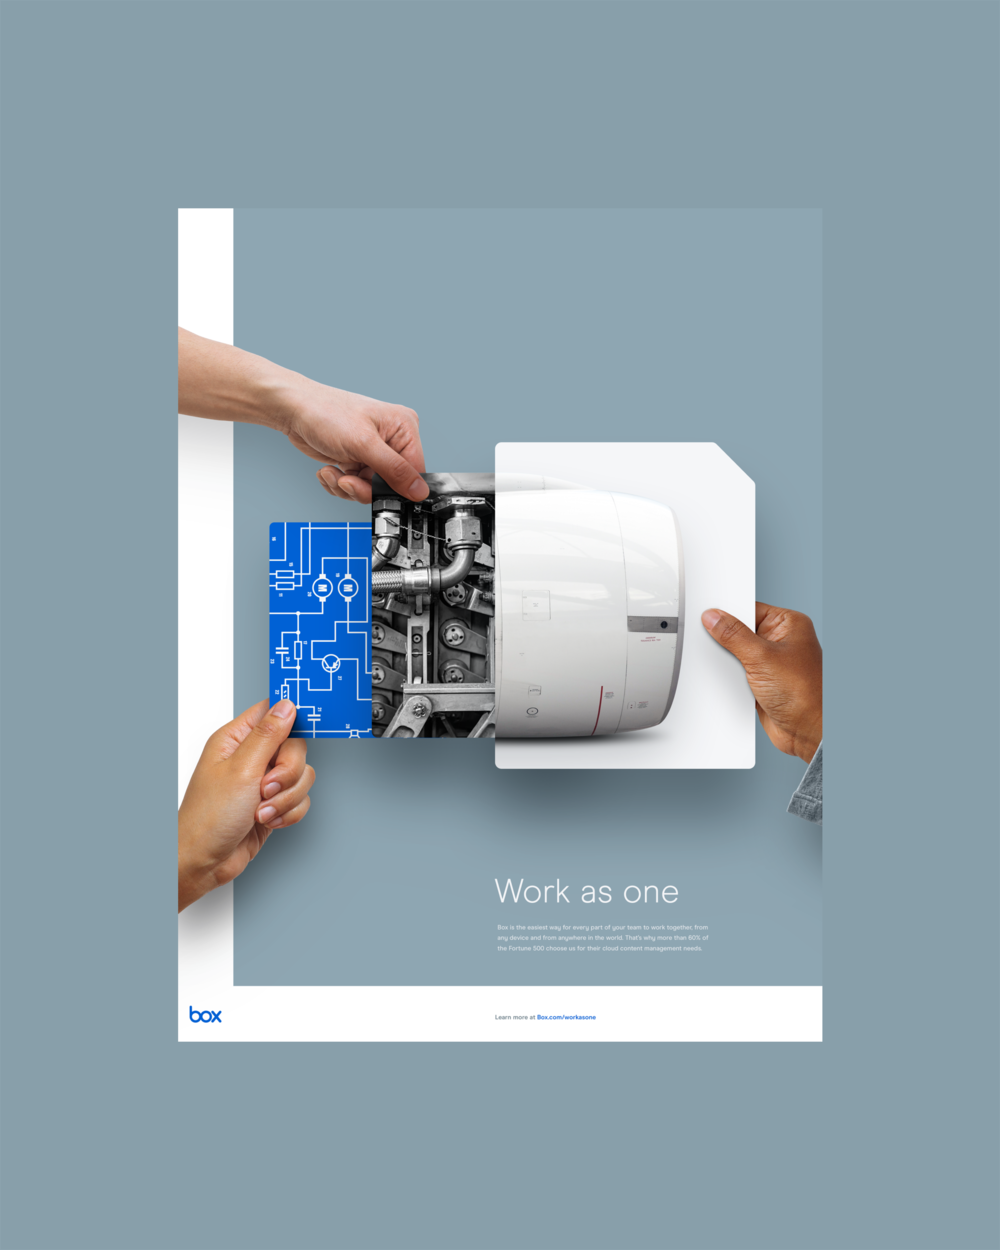 Work as one
Box is the easiest way for every part of your team to work together, from
any device and from anywhere in the world. That's why more than 60% of
the Fortune 500 choose us for their cloud content management needs.
box
Learn more at Box.com/workasone